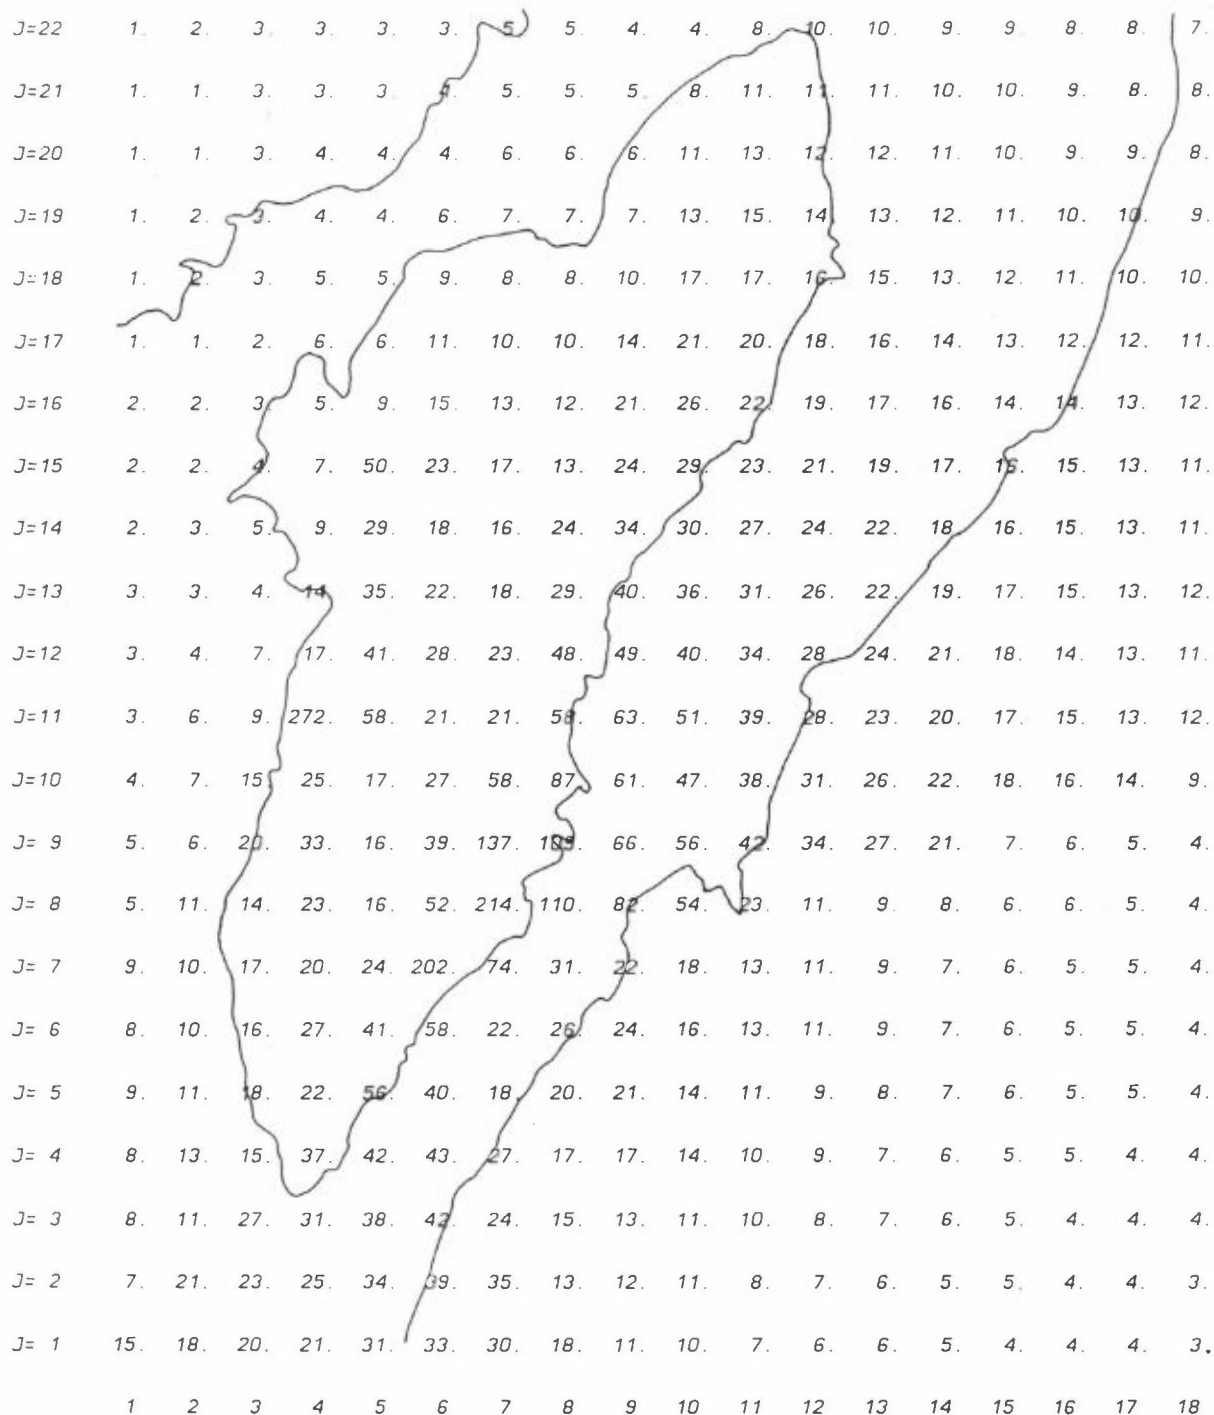 J=22 1. 2. 3. 3. 3. 3. 5. 5. 4. 4. 8. 10. 10. 9. 9. 8. 8. 7.
J=21 1. 1. 3. 3. 3. 4. 5. 5. 5. 8. 11. 11. 11. 10. 10. 9. 8. 8.
J=20 1. 1. 3. 4. 4. 4. 6. 6. 6. 11. 13. 12. 12. 11. 10. 9. 9. 8.
J=19 1. 2. 3. 4. 4. 6. 7. 7. 7. 13. 15. 14. 13. 12. 11. 10. 10. 9.
J=18 1. 2. 3. 5. 5. 9. 8. 8. 10. 17. 17. 16. 15. 13. 12. 11. 10. 10.
J=17 1. 1. 2. 6. 6. 11. 10. 10. 14. 21. 20. 18. 16. 14. 13. 12. 12. 11.
J=16 2. 2. 3. 5. 9. 15. 13. 12. 21. 26. 22. 19. 17. 16. 14. 14. 13. 12.
J=15 2. 2. 4. 7. 50. 23. 17. 13. 24. 29. 23. 21. 19. 17. 16. 15. 13. 11.
J=14 2. 3. 5. 9. 29. 18. 16. 24. 34. 30. 27. 24. 22. 18. 16. 15. 13. 11.
J=13 3. 3. 4. 14. 35. 22. 18. 29. 40. 36. 31. 26. 22. 19. 17. 15. 13. 12.
J=12 3. 4. 7. 17. 41. 28. 23. 48. 49. 40. 34. 28. 24. 21. 18. 14. 13. 11.
J=11 3. 6. 9. 272. 58. 21. 21. 58. 63. 51. 39. 28. 23. 20. 17. 15. 13. 12.
J=10 4. 7. 15. 25. 17. 27. 58. 87. 61. 47. 38. 31. 26. 22. 18. 16. 14. 9.
J= 9 5. 6. 20. 33. 16. 39. 137. 66. 56. 42. 34. 27. 21. 7. 6. 5. 4.
J= 8 5. 11. 14. 23. 16. 52. 214. 110. 82. 54. 23. 11. 9. 8. 6. 6. 5. 4.
J= 7 9. 10. 17. 20. 24. 202. 74. 31. 22. 18. 13. 11. 9. 7. 6. 5. 5. 4.
J= 6 8. 10. 16. 27. 41. 58. 22. 26. 24. 16. 13. 11. 9. 7. 6. 5. 5. 4.
J= 5 9. 11. 18. 22. 56. 40. 18. 20. 21. 14. 11. 9. 8. 7. 6. 5. 5. 4.
J= 4 8. 13. 15. 37. 42. 43. 27. 17. 17. 14. 10. 9. 7. 6. 5. 5. 4. 4.
J= 3 8. 11. 27. 31. 38. 42. 24. 15. 13. 11. 10. 8. 7. 6. 5. 4. 4. 4.
J= 2 7. 21. 23. 25. 34. 39. 35. 13. 12. 11. 8. 7. 6. 5. 5. 4. 4. 3.
J= 1 15. 18. 20. 21. 31. 33. 30. 18. 11. 10. 7. 6. 6. 5. 4. 4. 4. 3.
1 2 3 4 5 6 7 8 9 10 11 12 13 14 15 16 17 18